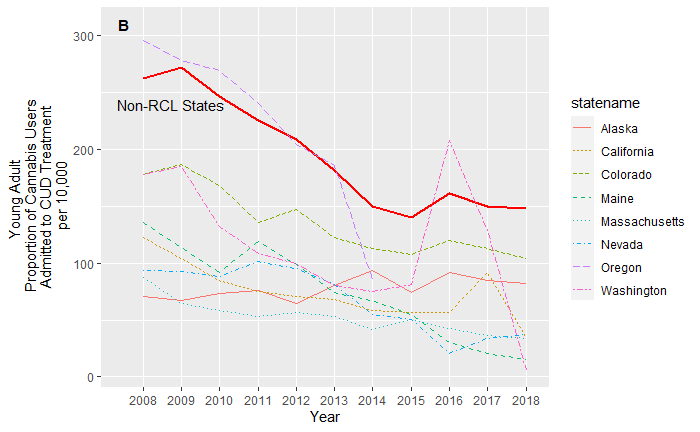 B
300
200
100
0
Non-RCL States
Young Adult
Proportion of Cannabis Users
Admitted to CUD Treatment
per 10,000
2008 2009 2010 2011 2012 2013 2014 2015 2016 2017 2018
Year
statename
Alaska
California
Colorado
Maine
Massachusetts
Nevada
Oregon
Washington